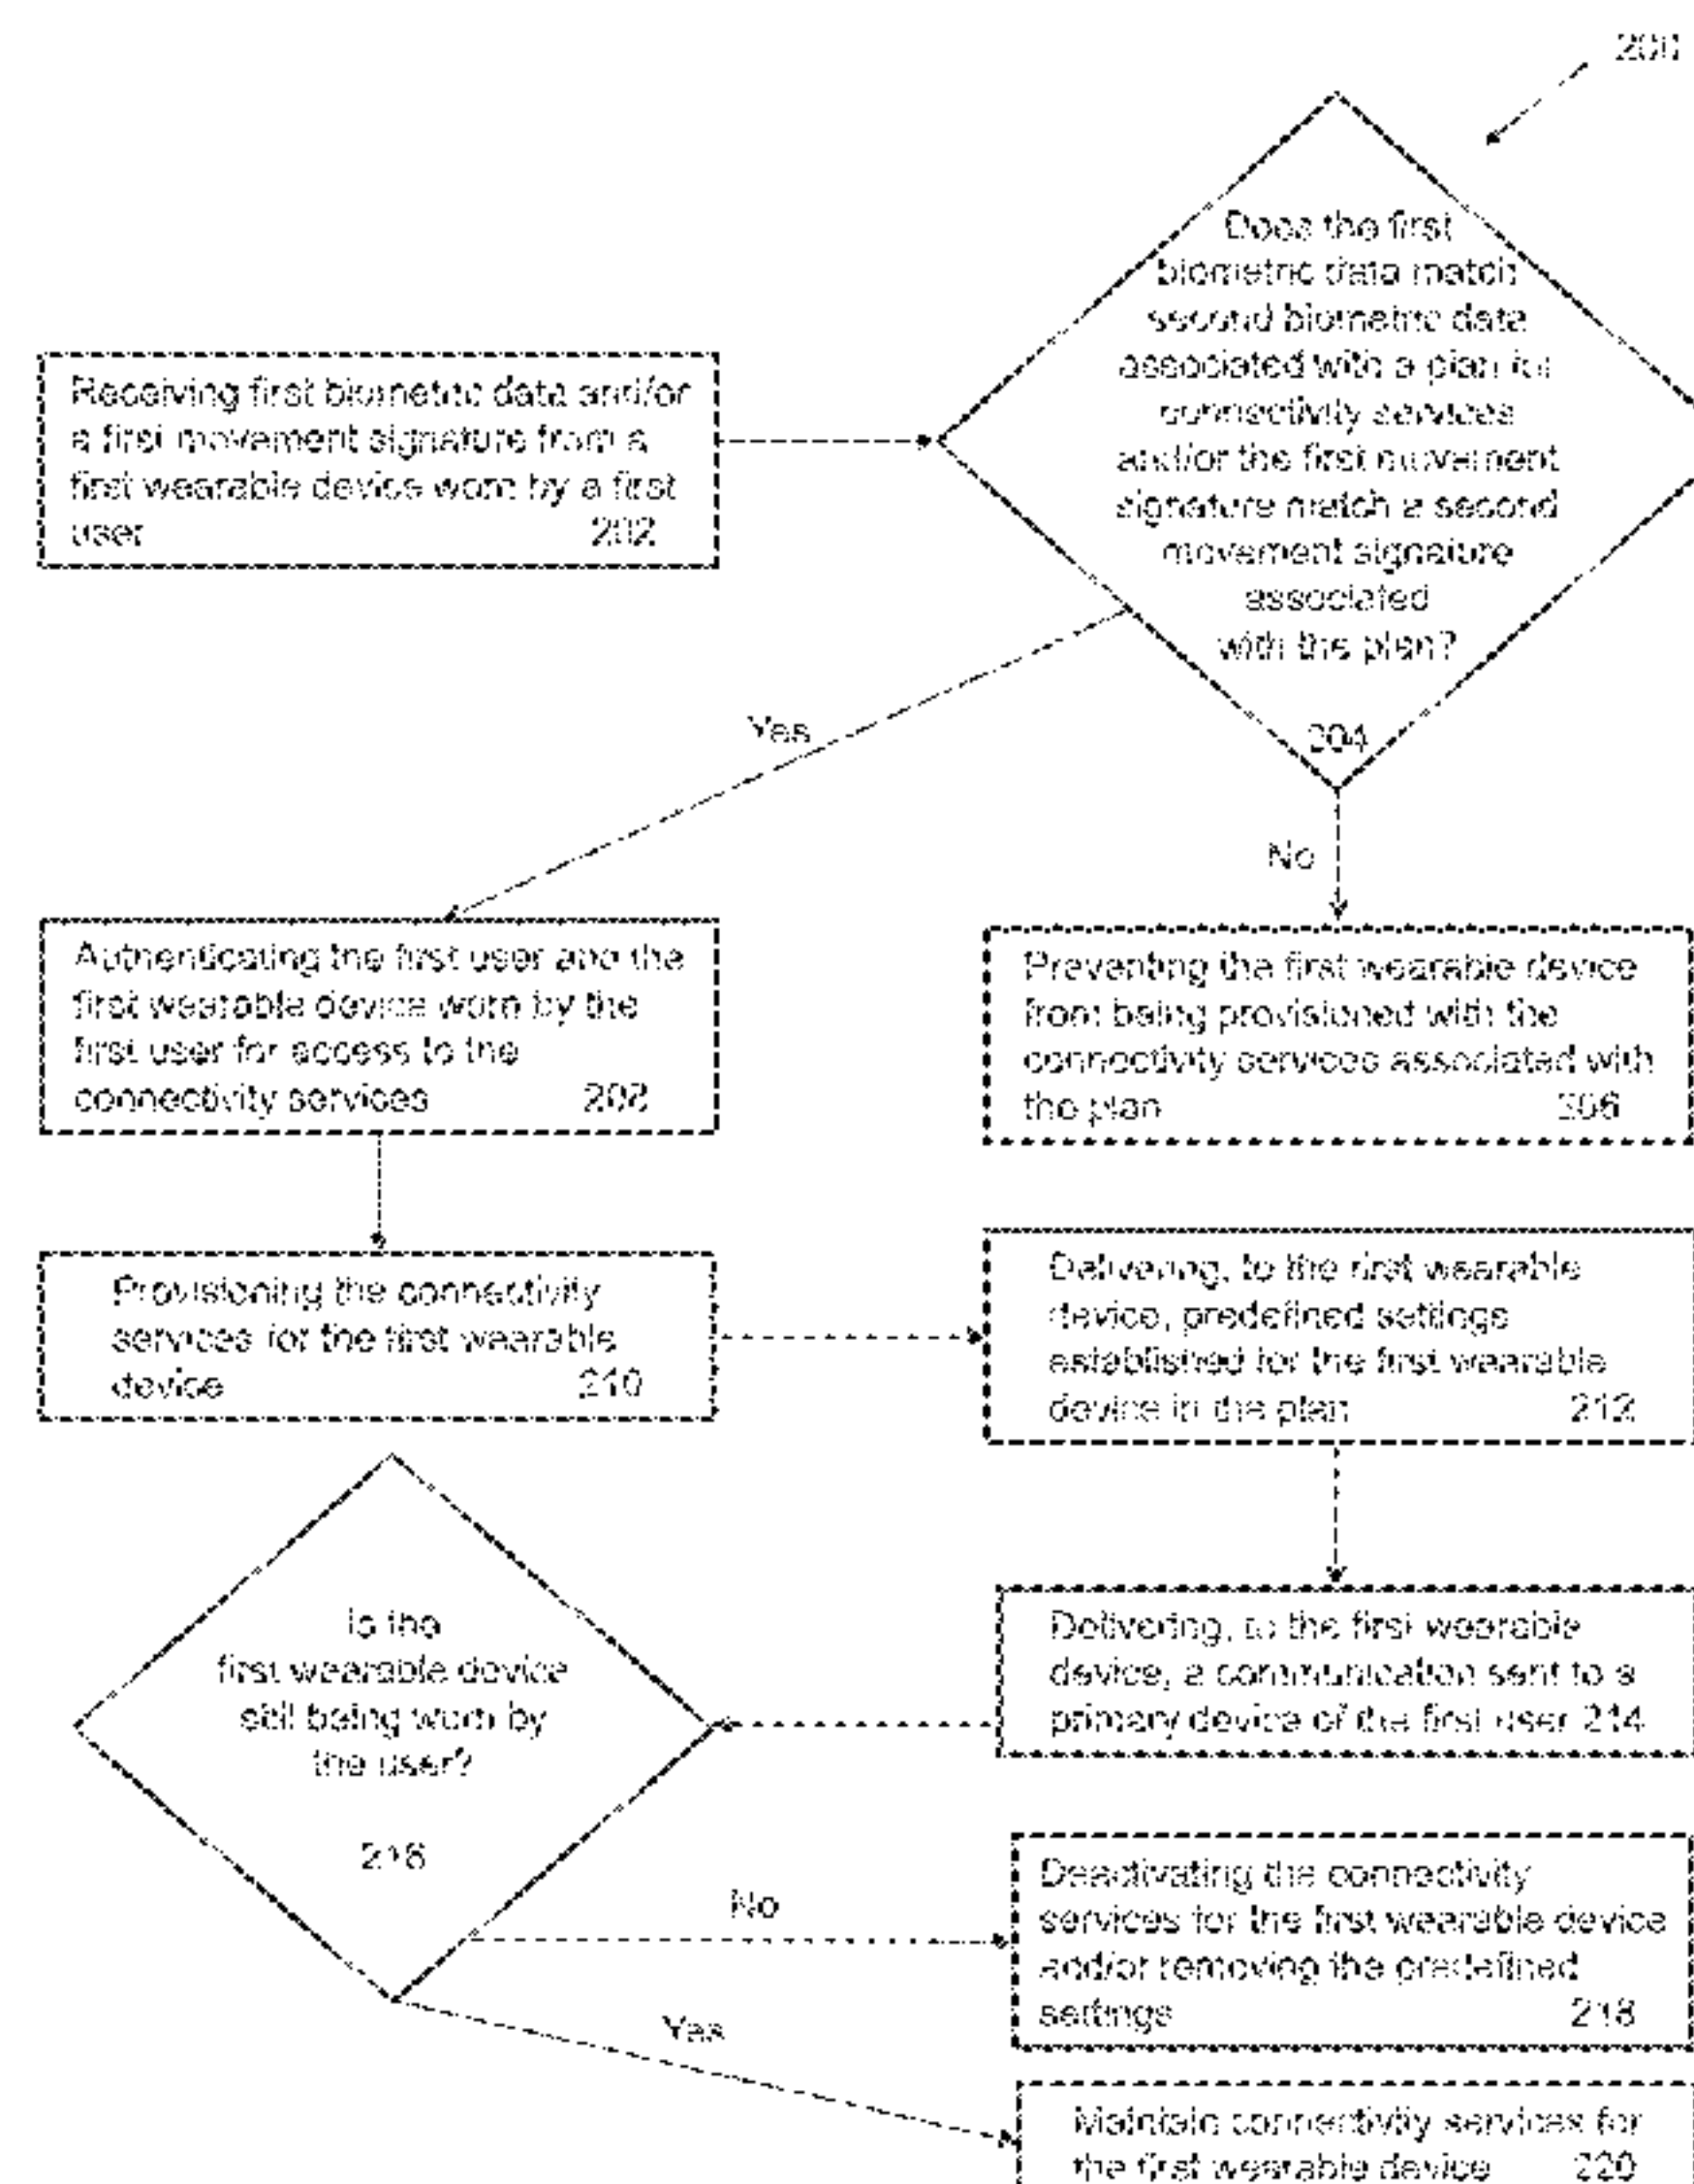 200
Does the first
biometric data match
second biometric data
associated with a plan for
connectivity services
and/or the first movement
signature match a second
movement signature
associated
with the plan?
204
Receiving first biometric data and/or
a first movement signature from a
first wearable device worn by a first
user 202
Yes
No
Authenticating the first user and the
first wearable device worn by the
first user for access to the
connectivity services 208
Preventing the first wearable device
from being provisioned with the
connectivity services associated with
the plan 206
Provisioning the connectivity
services for the first wearable
device 210
Delivering, to the first wearable
device, predefined settings
established for the first wearable
device in the plan 212
Delivering, to the first wearable
device, a communication sent to a
primary device of the first user 214
Is the
first wearable device
still being worn by
the user?
216
No
Yes
Deactivating the connectivity
services for the first wearable device
and/or removing the predefined
settings 218
Maintain connectivity services for
the first wearable device 220